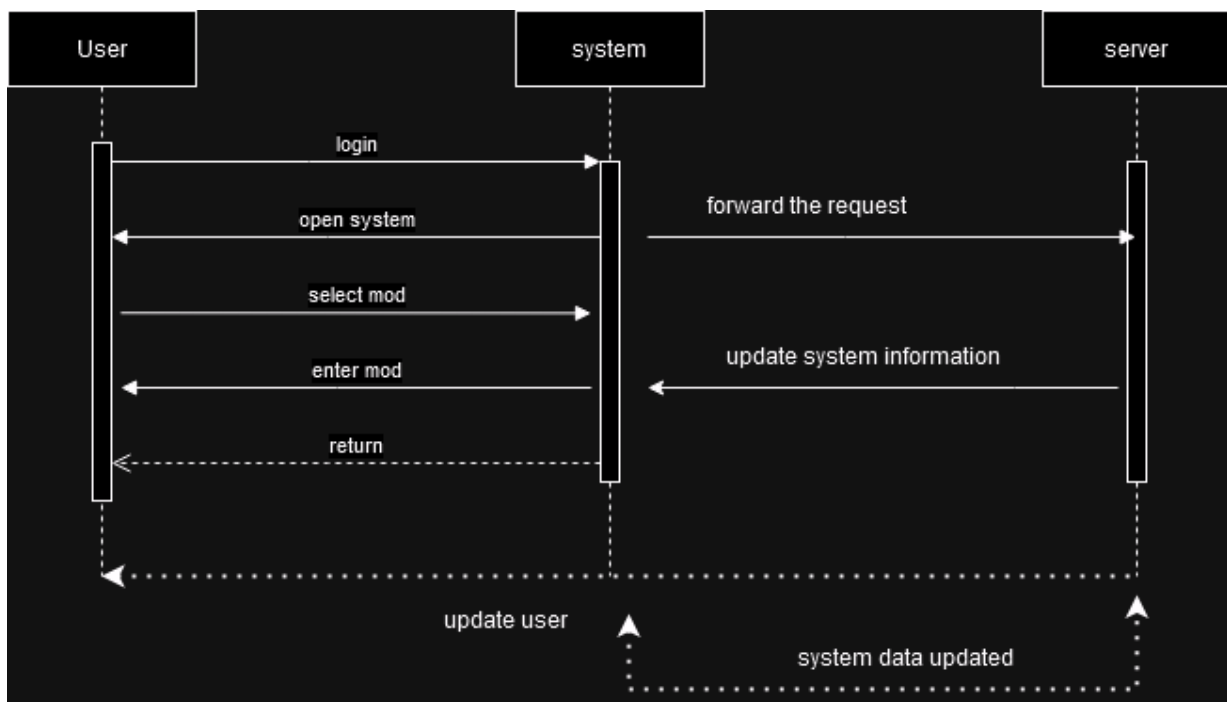 User
system
server
login
open system
forward the request
select mod
enter mod
update system information
return
update user
system data updated